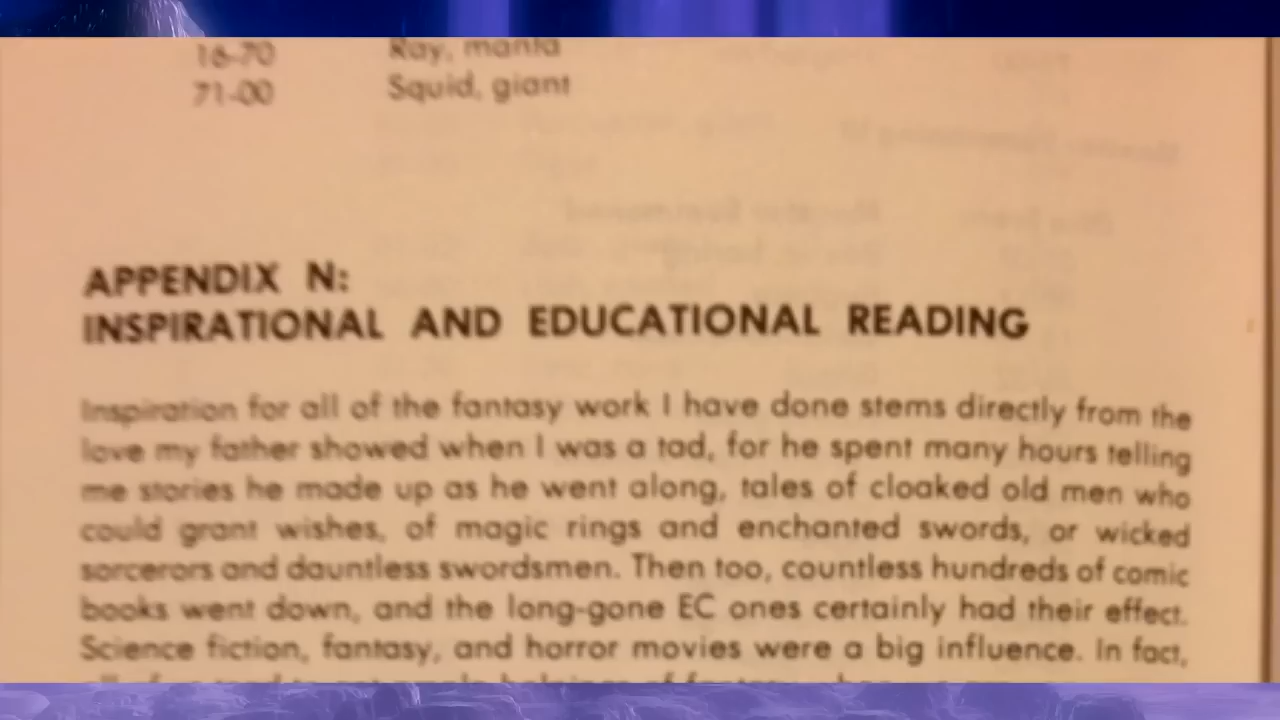 16-70 Ray, manta
71-00 Squid, giant
APPENDIX N:
INSPIRATIONAL AND EDUCATIONAL READING
Inspiration for all of the fantasy work I have done stems directly from the
love my father showed when I was a tad, for he spent many hours telling
me stories he made up as he went along, tales of cloaked old men who
could grant wishes, of magic rings and enchanted swords, or wicked
sorcerors and dauntless swordsmen. Then too, countless hundreds of comic
books went down, and the long-gone EC ones certainly had their effect.
Science fiction, fantasy, and horror movies were a big influence. In fact,